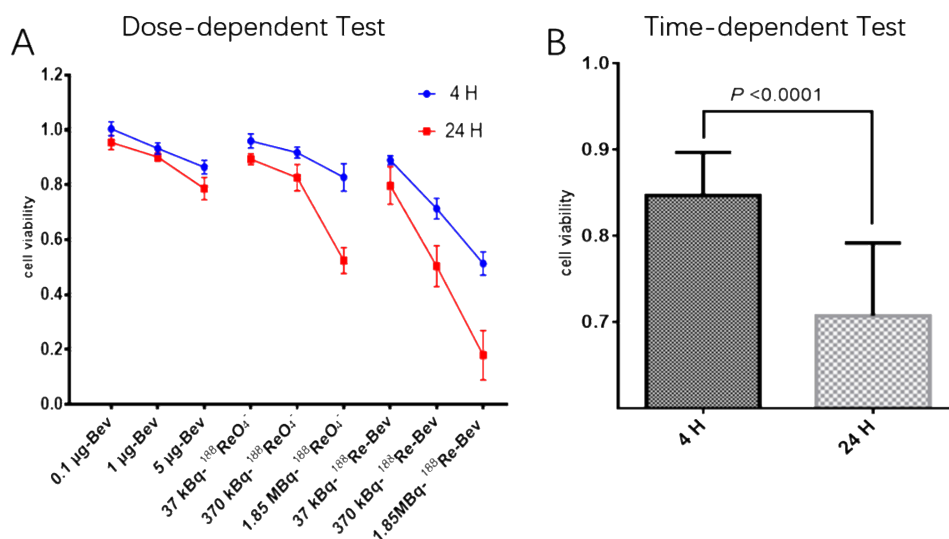 A
Dose-dependent Test
cell viability
1.2
1.0
0.8
0.6
0.4
0.2
0.0
4 H
24 H
0.1 µg-Bev
1 µg-Bev
5 µg-Bev
37 kBq- ¹⁸⁸ReO₄⁻
370 kBq- ¹⁸⁸ReO₄⁻
1.85 MBq- ¹⁸⁸ReO₄⁻
37 kBq- ¹⁸⁸Re-Bev
370 kBq- ¹⁸⁸Re-Bev
1.85MBq- ¹⁸⁸Re-Bev
B
Time-dependent Test
cell viability
1.0
0.9
0.8
0.7
P <0.0001
4 H
24 H